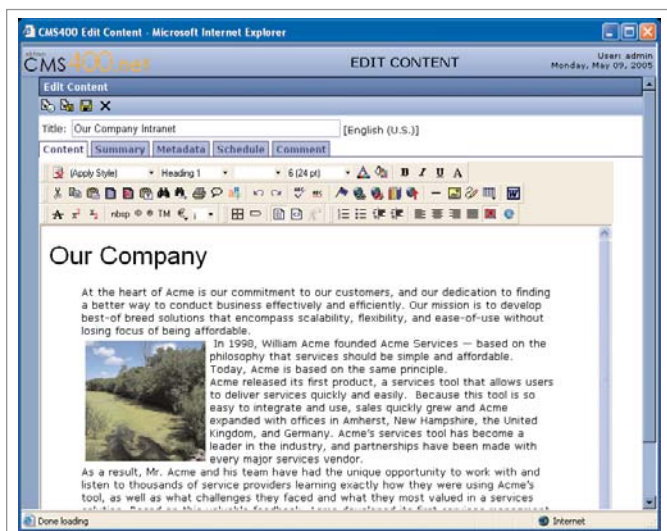 CMS400 Edit Content - Microsoft Internet Explorer
CMS400.net EDIT CONTENT User: admin
Monday, May 09, 2005
Edit Content
Title: Our Company Intranet [English (U.S.)]
Content Summary Metadata Schedule Comment
(Apply Style) Heading 1 6 (24 pt) A B I U A
nbsp © ® TM €
Our Company
At the heart of Acme is our commitment to our customers, and our dedication to finding
a better way to conduct business effectively and efficiently. Our mission is to develop
best-of breed solutions that encompass scalability, flexibility, and ease-of-use without
losing focus of being affordable.
In 1998, William Acme founded Acme Services — based on the
philosophy that services should be simple and affordable.
Today, Acme is based on the same principle.
Acme released its first product, a services tool that allows users
to deliver services quickly and easily. Because this tool is so
easy to integrate and use, sales quickly grew and Acme
expanded with offices in Amherst, New Hampshire, the United
Kingdom, and Germany. Acme's services tool has become a
leader in the industry, and partnerships have been made with
every major services vendor.
As a result, Mr. Acme and his team have had the unique opportunity to work with and
listen to thousands of service providers learning exactly how they were using Acme's
tool, as well as what challenges they faced and what they most valued in a services
Done loading Internet